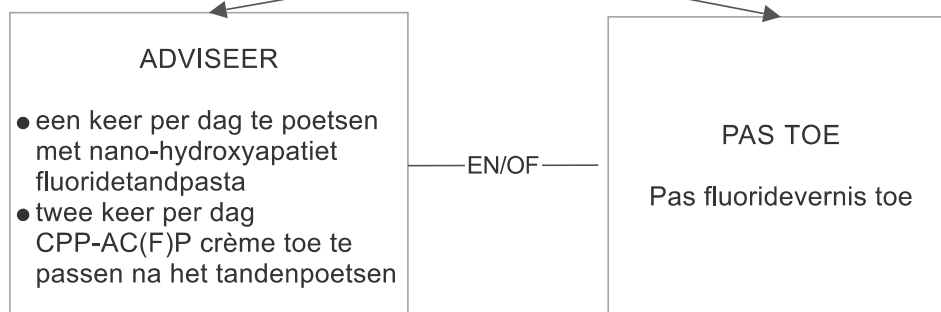 ADVISEER
● een keer per dag te poetsen
met nano-hydroxyapatiet
fluoridetandpasta
● twee keer per dag
CPP-AC(F)P crème toe te
passen na het tandenpoetsen
EN/OF
PAS TOE
Pas fluoridevernis toe